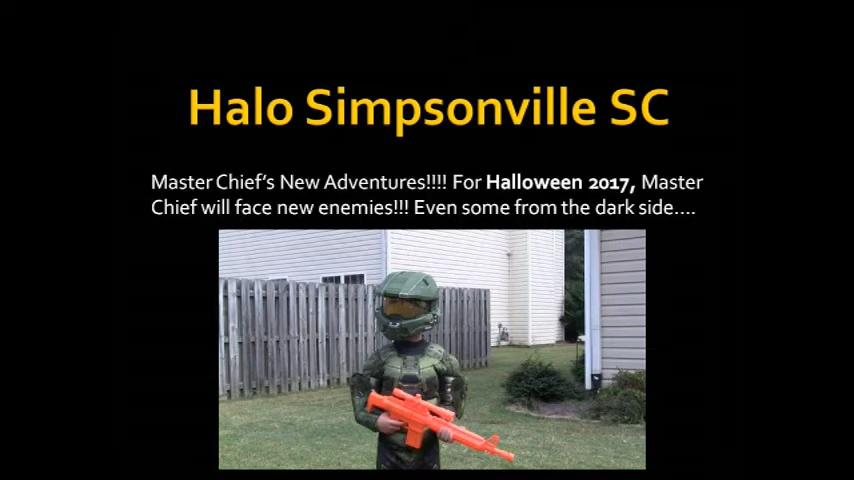 Halo Simpsonville SC
Master Chief's New Adventures!!!! For Halloween 2017, Master
Chief will face new enemies!!! Even some from the dark side....